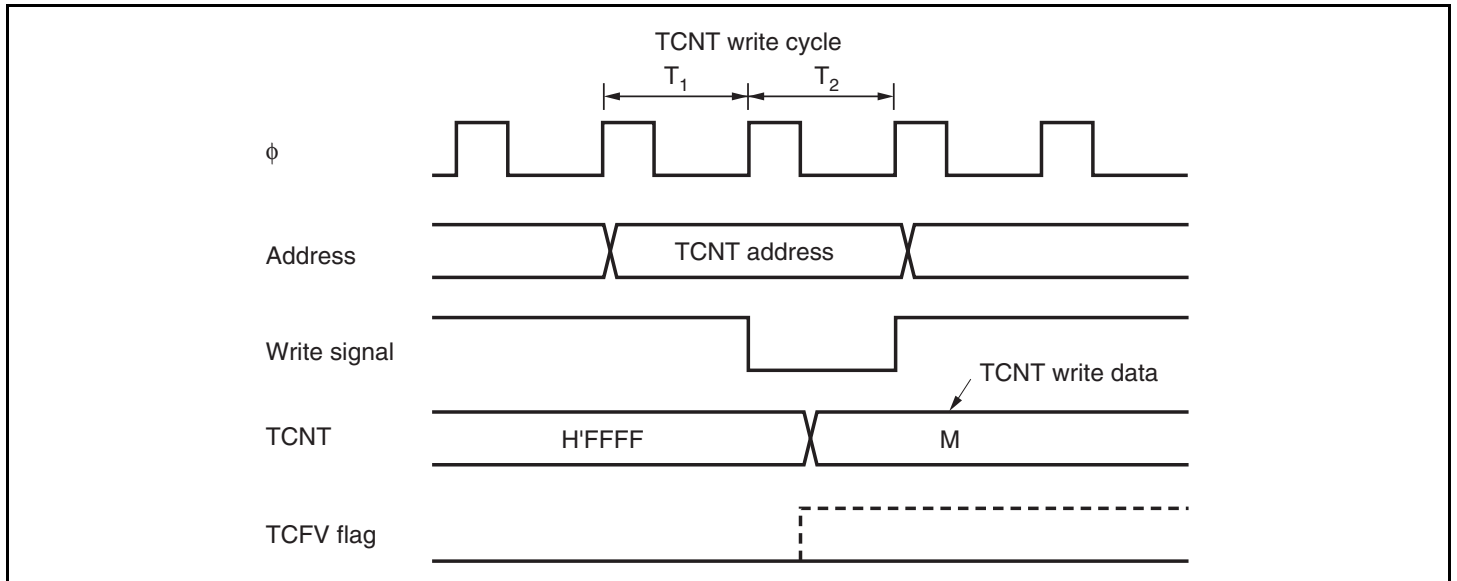 TCNT write cycle
T1 T2
ϕ
Address TCNT address
Write signal
TCNT write data
TCNT H'FFFF M
TCFV flag